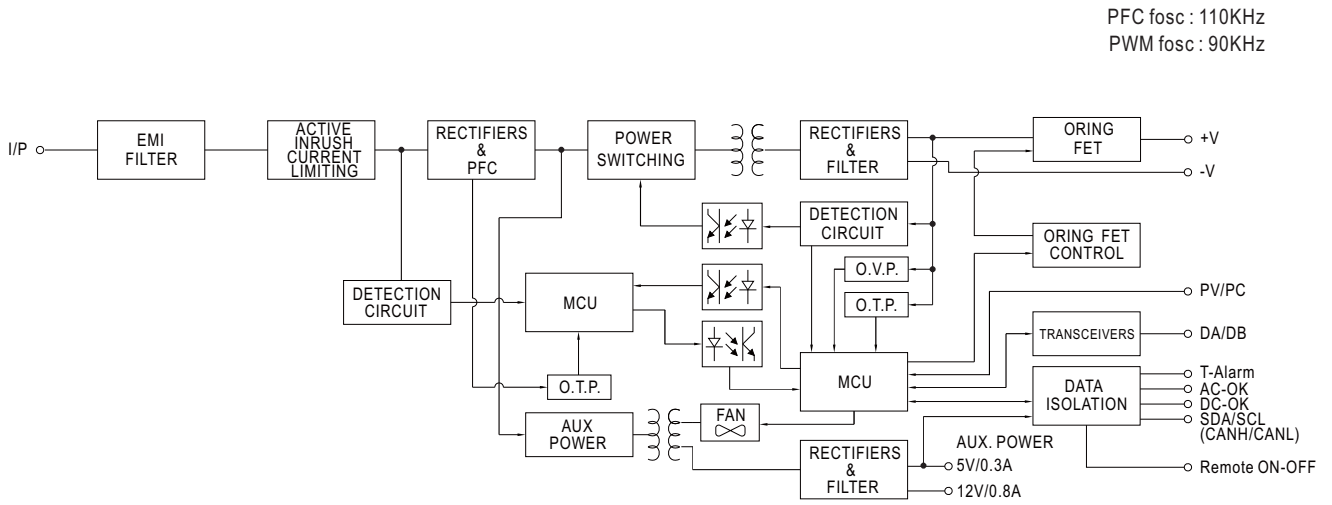 PFC fosc : 110KHz
PWM fosc : 90KHz
I/P
EMI
FILTER
ACTIVE
INRUSH
CURRENT
LIMITING
RECTIFIERS
&
PFC
POWER
SWITCHING
RECTIFIERS
&
FILTER
ORING
FET
+V
-V
DETECTION
CIRCUIT
ORING FET
CONTROL
O.V.P.
O.T.P.
DETECTION
CIRCUIT
MCU
PV/PC
TRANSCEIVERS
DA/DB
O.T.P.
MCU
DATA
ISOLATION
T-Alarm
AC-OK
DC-OK
SDA/SCL
(CANH/CANL)
AUX
POWER
FAN
RECTIFIERS
&
FILTER
AUX. POWER
5V/0.3A
12V/0.8A
Remote ON-OFF